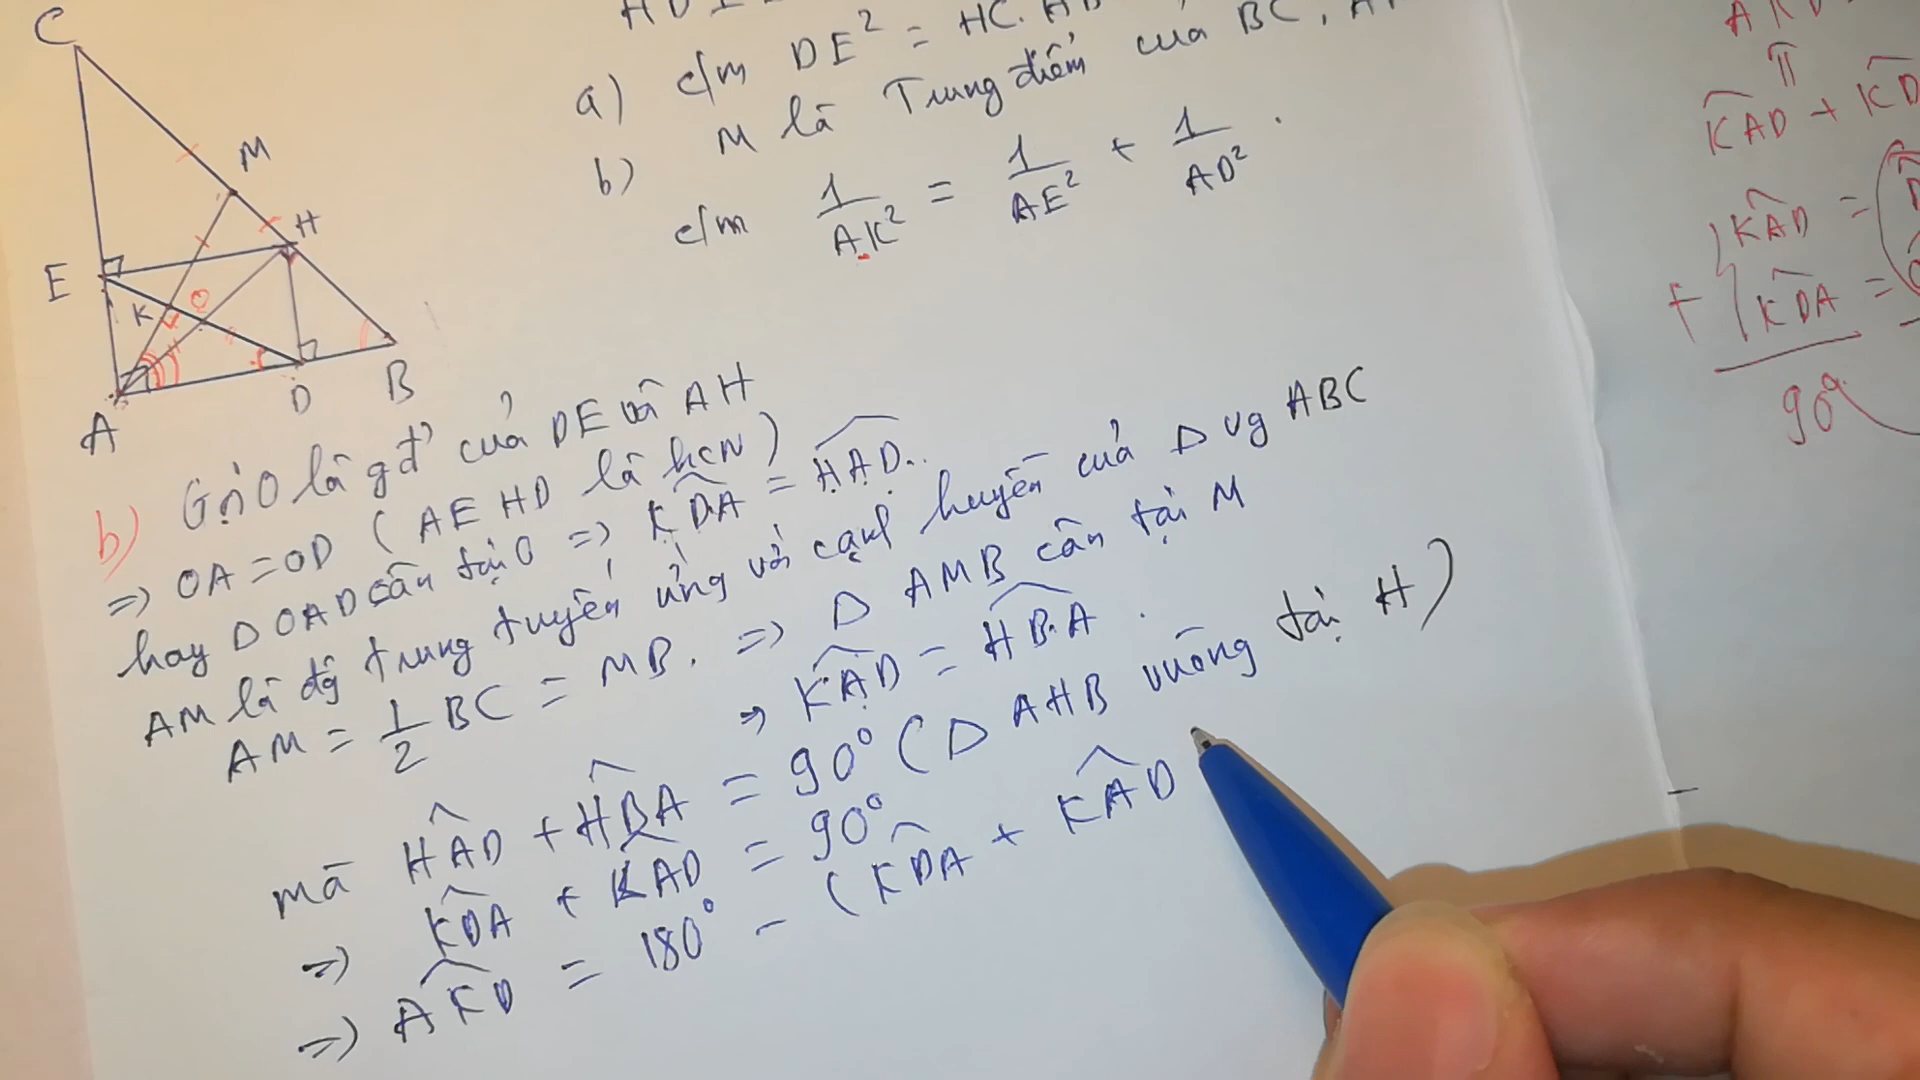 a) c/m DE² = HC.
M là Trung điểm của BC,
b) c/m 1/AK² = 1/AE² + 1/AD².
C
M
H
E
K O
A D B
b) Gọi O là gđ' của DE và AH
=> OA = OD (AEHD là hcN)
hay Δ OAD cân tại O => KDA = HAD.
AM là đg trung tuyến ứng với cạnh huyền của Δ vg ABC
AM = 1/2 BC = MB. => Δ AMB cân tại M
=> KAD = HBA.
mà HAD + HBA = 90° (Δ AHB vuông tại H)
=> KDA + KAD = 90°
=> AKD = 180° - (KDA + KAD
KAD + KD
KAD =
+ KDA =
90°